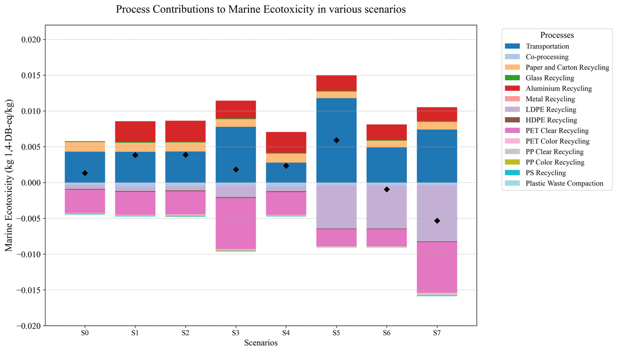 Process Contributions to Marine Ecotoxicity in various scenarios
Marine Ecotoxicity (kg 1,4-DB-eq/kg)
0.020
0.015
0.010
0.005
0.000
−0.005
−0.010
−0.015
−0.020
S0 S1 S2 S3 S4 S5 S6 S7
Scenarios
Processes
Transportation
Co-processing
Paper and Carton Recycling
Glass Recycling
Aluminium Recycling
Metal Recycling
LDPE Recycling
HDPE Recycling
PET Clear Recycling
PET Color Recycling
PP Clear Recycling
PP Color Recycling
PS Recycling
Plastic Waste Compaction